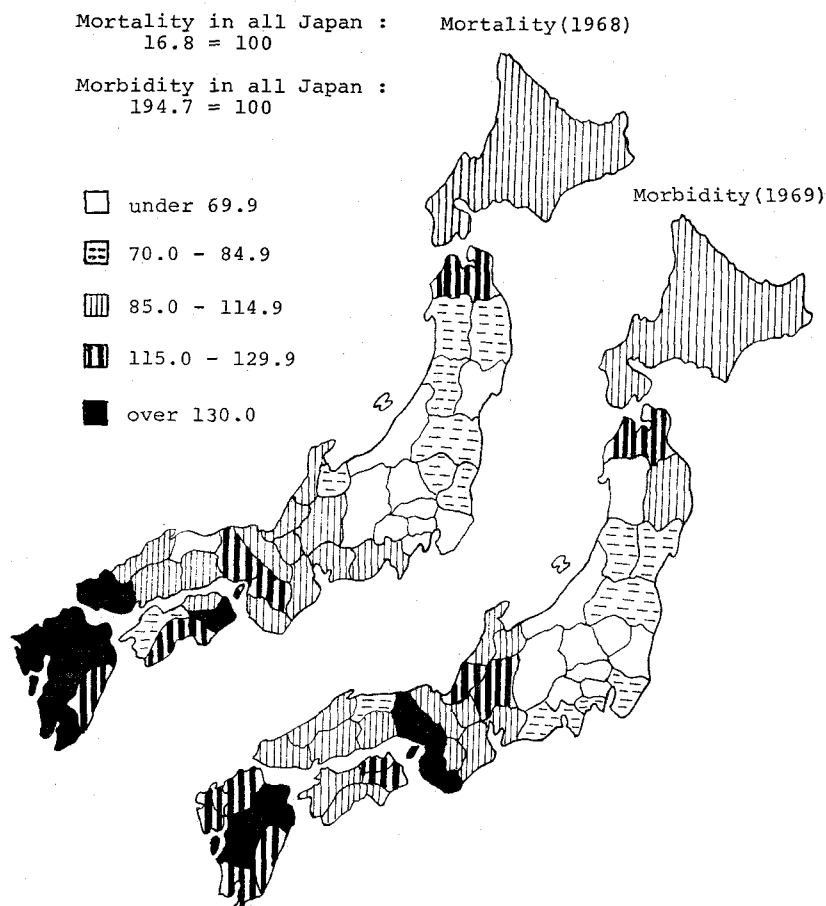 Mortality in all Japan :
16.8 = 100
Mortality(1968)
Morbidity in all Japan :
194.7 = 100
Morbidity(1969)
under 69.9
70.0 - 84.9
85.0 - 114.9
115.0 - 129.9
over 130.0